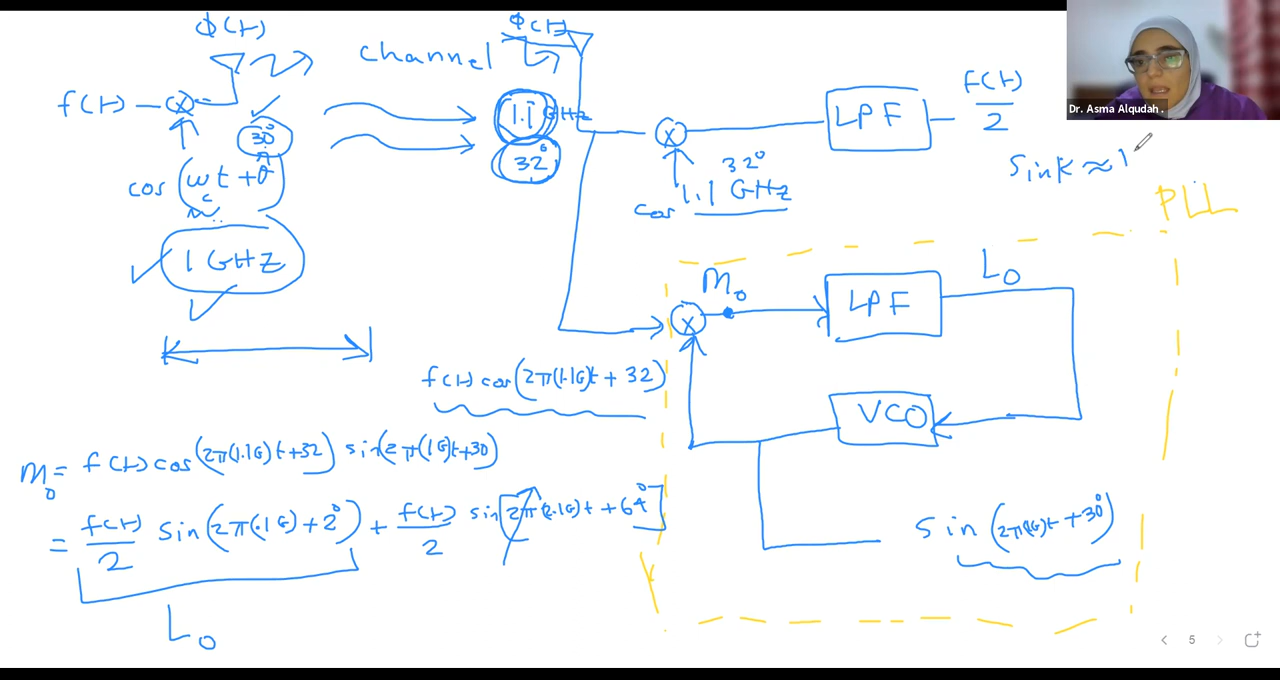 ϕ(t)
channel
ϕ(t)
f(t)
x
30°
cos (ω_c t + θ)
1 GHz
1.1 GHz
32°
x
32°
cos 1.1 GHz
LPF
f(t)/2
Dr. Asma Alqudah .
sin k ≈ 1
PLL
x
M₀
LPF
L₀
VCO
f(t) cos (2π(1.1G)t + 32)
sin (2π(1G)t + 30°)
M₀ = f(t) cos (2π(1.1G)t + 32) sin(2π(1G)t + 30)
= f(t)/2 sin (2π(.1G) + 2°) + f(t)/2 sin (2π(2.1G)t + 64°
L₀
5